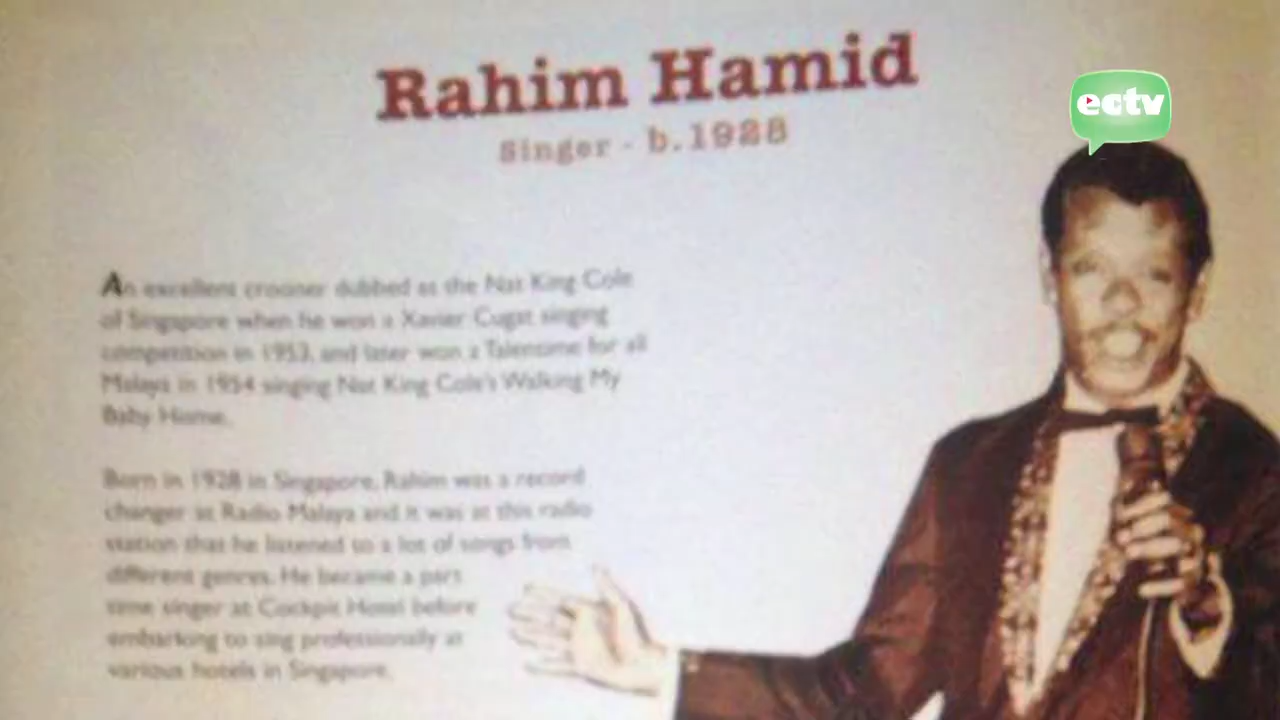 Rahim Hamid
ectv
Singer - b.1928
An excellent crooner dubbed as the Nat King Cole
of Singapore when he won a Xavier Cugat singing
competition in 1953, and later won a Talentime for all
Malaya in 1954 singing Nat King Cole's Walking My
Baby Home.
Born in 1928 in Singapore, Rahim was a record
changer at Radio Malaya and it was at this radio
station that he listened to a lot of songs from
different genres. He became a part
time singer at Cockpit Hotel before
embarking to sing professionally at
various hotels in Singapore.